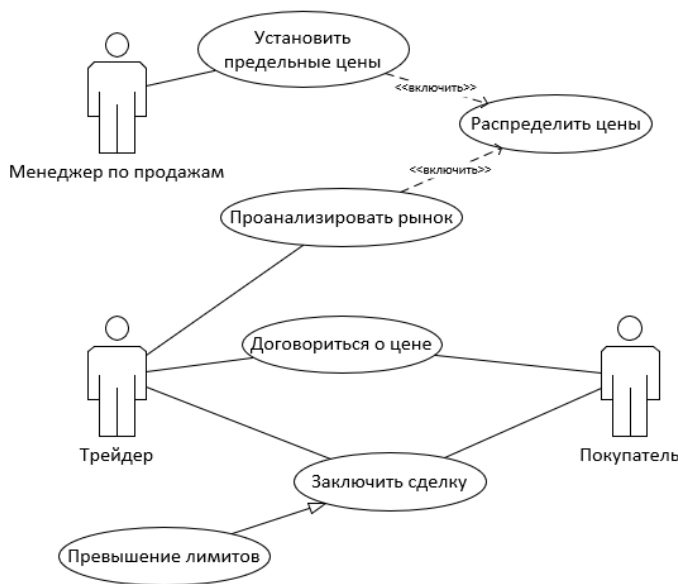 Установить
предельные цены
<<включить>>
Распределить цены
Менеджер по продажам
<<включить>>
Проанализировать рынок
Договориться о цене
Трейдер
Покупатель
Заключить сделку
Превышение лимитов